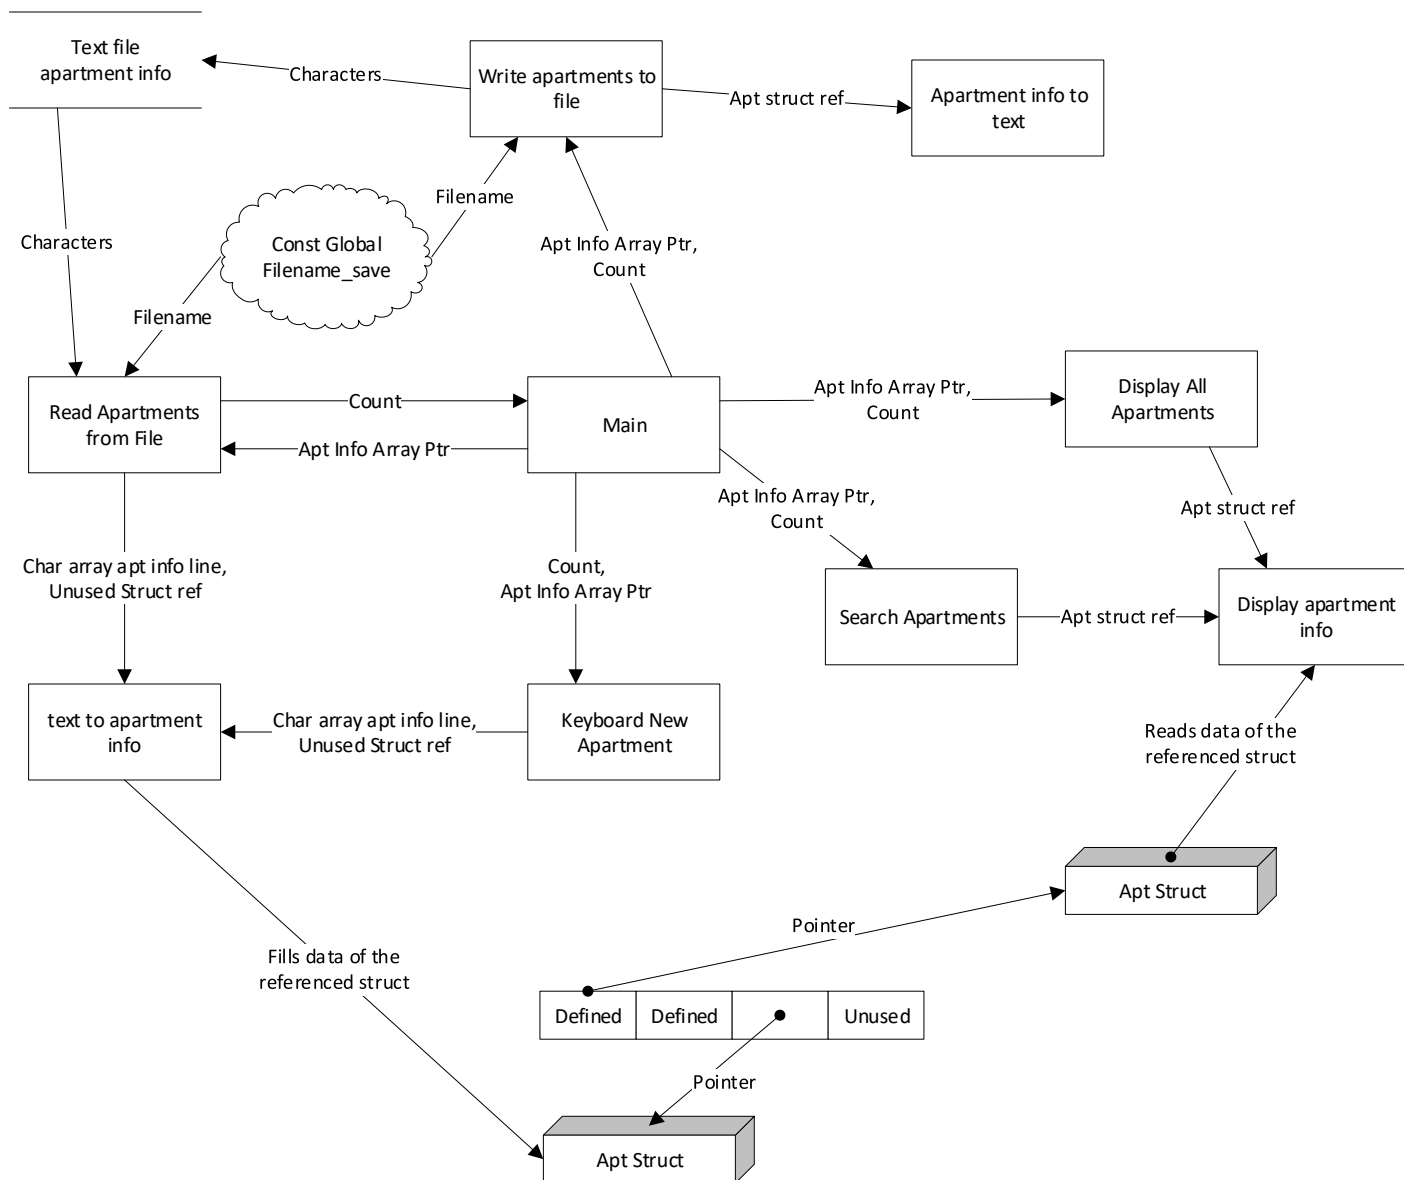 Text file
apartment info
Characters
Write apartments to
file
Apt struct ref
Apartment info to
text
Filename
Const Global
Filename_save
Characters
Apt Info Array Ptr,
Count
Filename
Read Apartments
from File
Count
Apt Info Array Ptr
Main
Apt Info Array Ptr,
Count
Display All
Apartments
Apt Info Array Ptr,
Count
Apt struct ref
Char array apt info line,
Unused Struct ref
Count,
Apt Info Array Ptr
Search Apartments
Apt struct ref
Display apartment
info
text to apartment
info
Char array apt info line,
Unused Struct ref
Keyboard New
Apartment
Reads data of the
referenced struct
Apt Struct
Pointer
Fills data of the
referenced struct
Defined
Defined
Unused
Pointer
Apt Struct